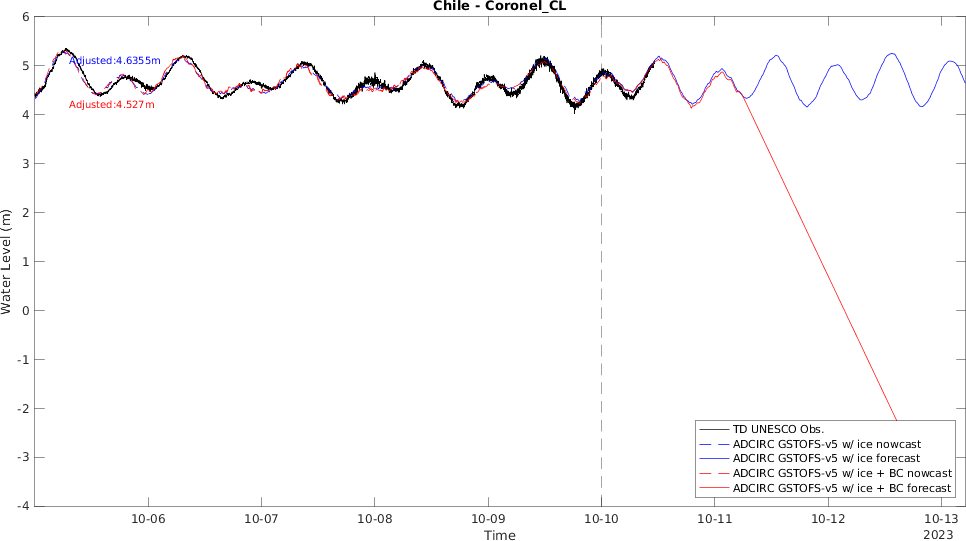 Chile - Coronel_CL
6
5
4
3
2
1
0
-1
-2
-3
-4
Water Level (m)
Adjusted:4.6355m
Adjusted:4.527m
TD UNESCO Obs.
ADCIRC GSTOFS-v5 w/ ice nowcast
ADCIRC GSTOFS-v5 w/ ice forecast
ADCIRC GSTOFS-v5 w/ice + BC nowcast
ADCIRC GSTOFS-v5 w/ice + BC forecast
10-06 10-07 10-08 10-09 10-10 10-11 10-12 10-13
2023
Time